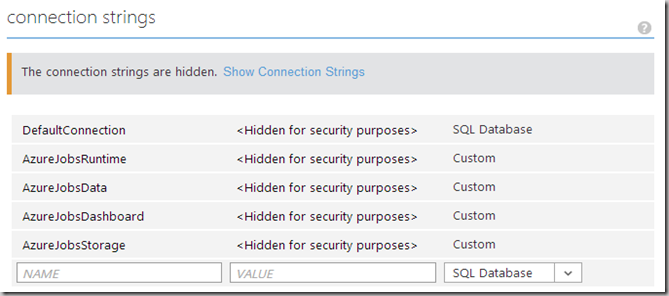 connection strings
?
The connection strings are hidden. Show Connection Strings
DefaultConnection <Hidden for security purposes> SQL Database
AzureJobsRuntime <Hidden for security purposes> Custom
AzureJobsData <Hidden for security purposes> Custom
AzureJobsDashboard <Hidden for security purposes> Custom
AzureJobsStorage <Hidden for security purposes> Custom
NAME VALUE SQL Database